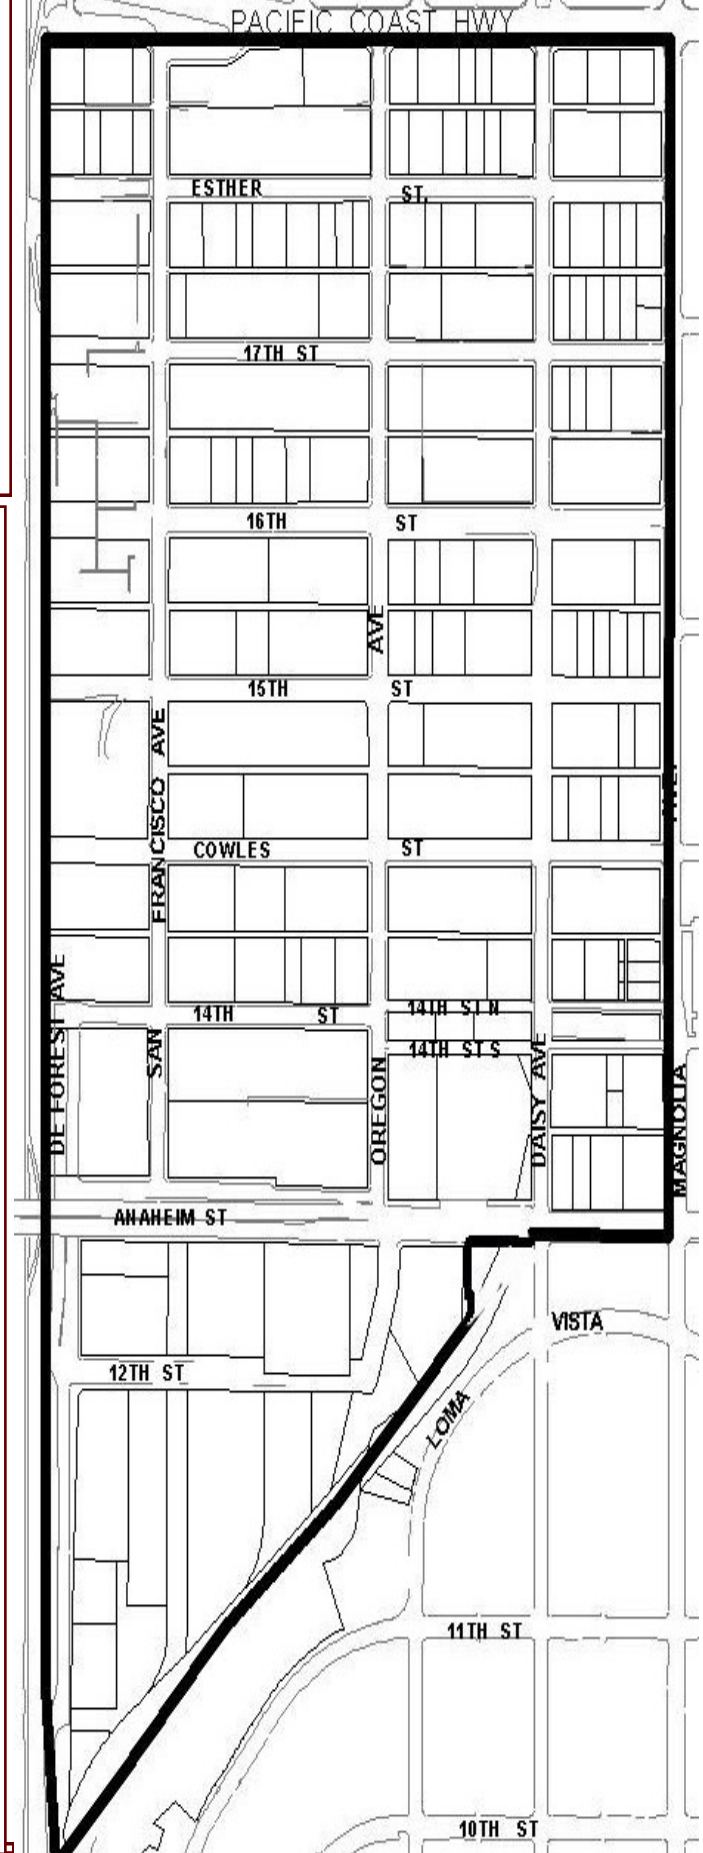 PACIFIC COAST HWY
ESTHER ST.
17TH ST
16TH ST
AVE
15TH ST
SAN FRANCISCO AVE
COWLES ST
DE FOREST AVE
14TH ST
14TH ST N
14TH ST S
OREGON
DAISY AVE
MAGNOLIA
ANAHEIM ST
VISTA
12TH ST
LOMA
11TH ST
10TH ST